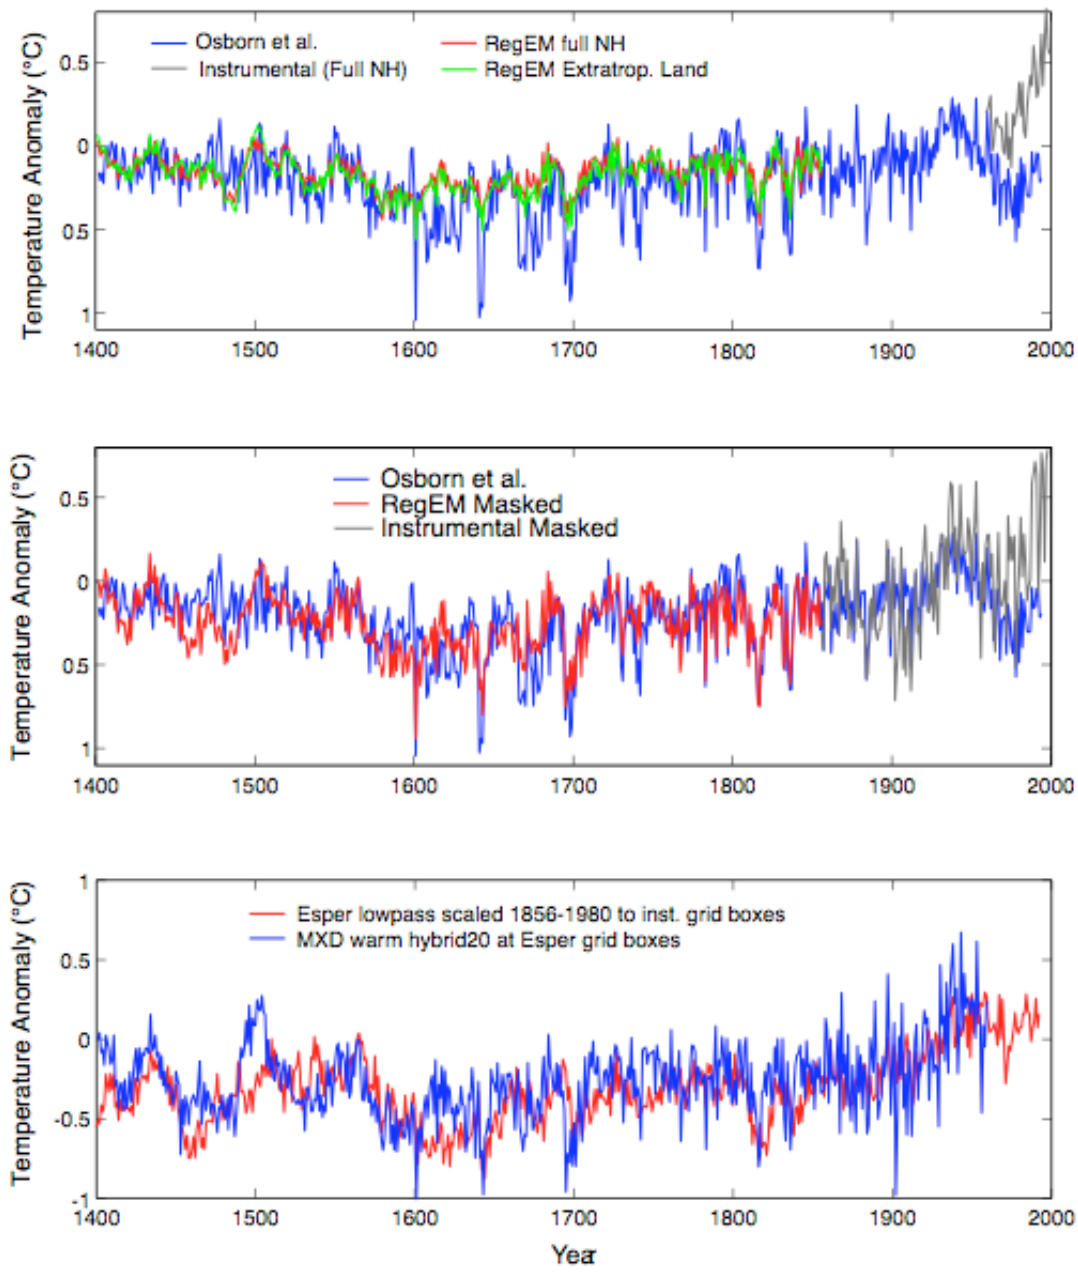 Temperature Anomaly (°C)
Osborn et al.
RegEM full NH
Instrumental (Full NH)
RegEM Extratrop. Land
0.5
0
0.5
1
1400 1500 1600 1700 1800 1900 2000
Temperature Anomaly (°C)
Osborn et al.
RegEM Masked
Instrumental Masked
0.5
0
0.5
1
1400 1500 1600 1700 1800 1900 2000
Temperature Anomaly (°C)
Esper lowpass scaled 1856-1980 to inst. grid boxes
MXD warm hybrid20 at Esper grid boxes
1
0.5
0
-0.5
-1
1400 1500 1600 1700 1800 1900 2000
Year